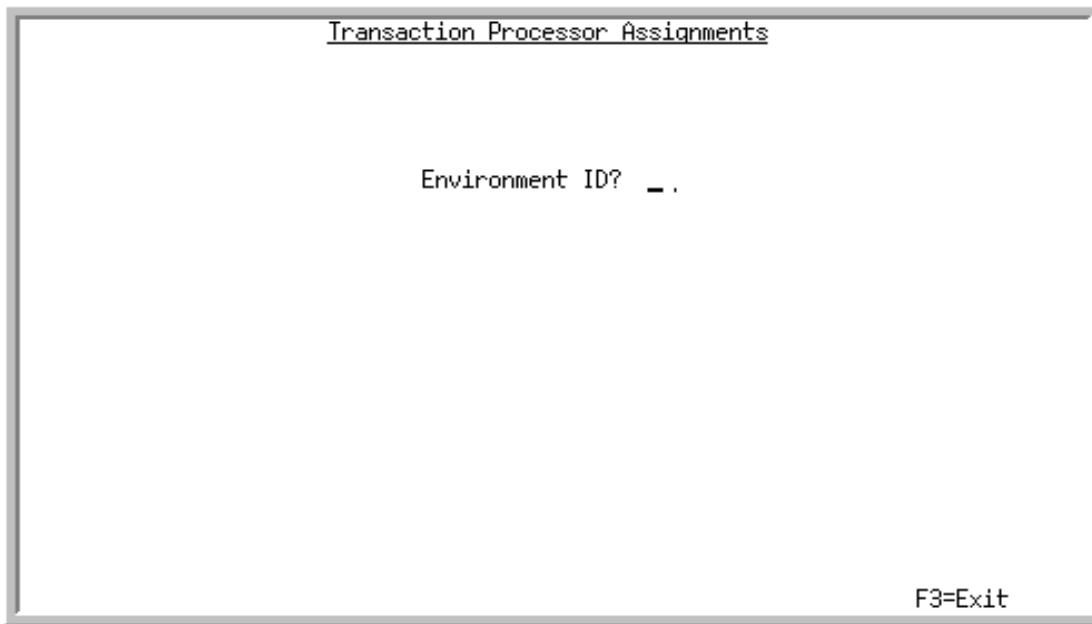 Transaction Processor Assignments
Environment ID? _ .
F3=Exit